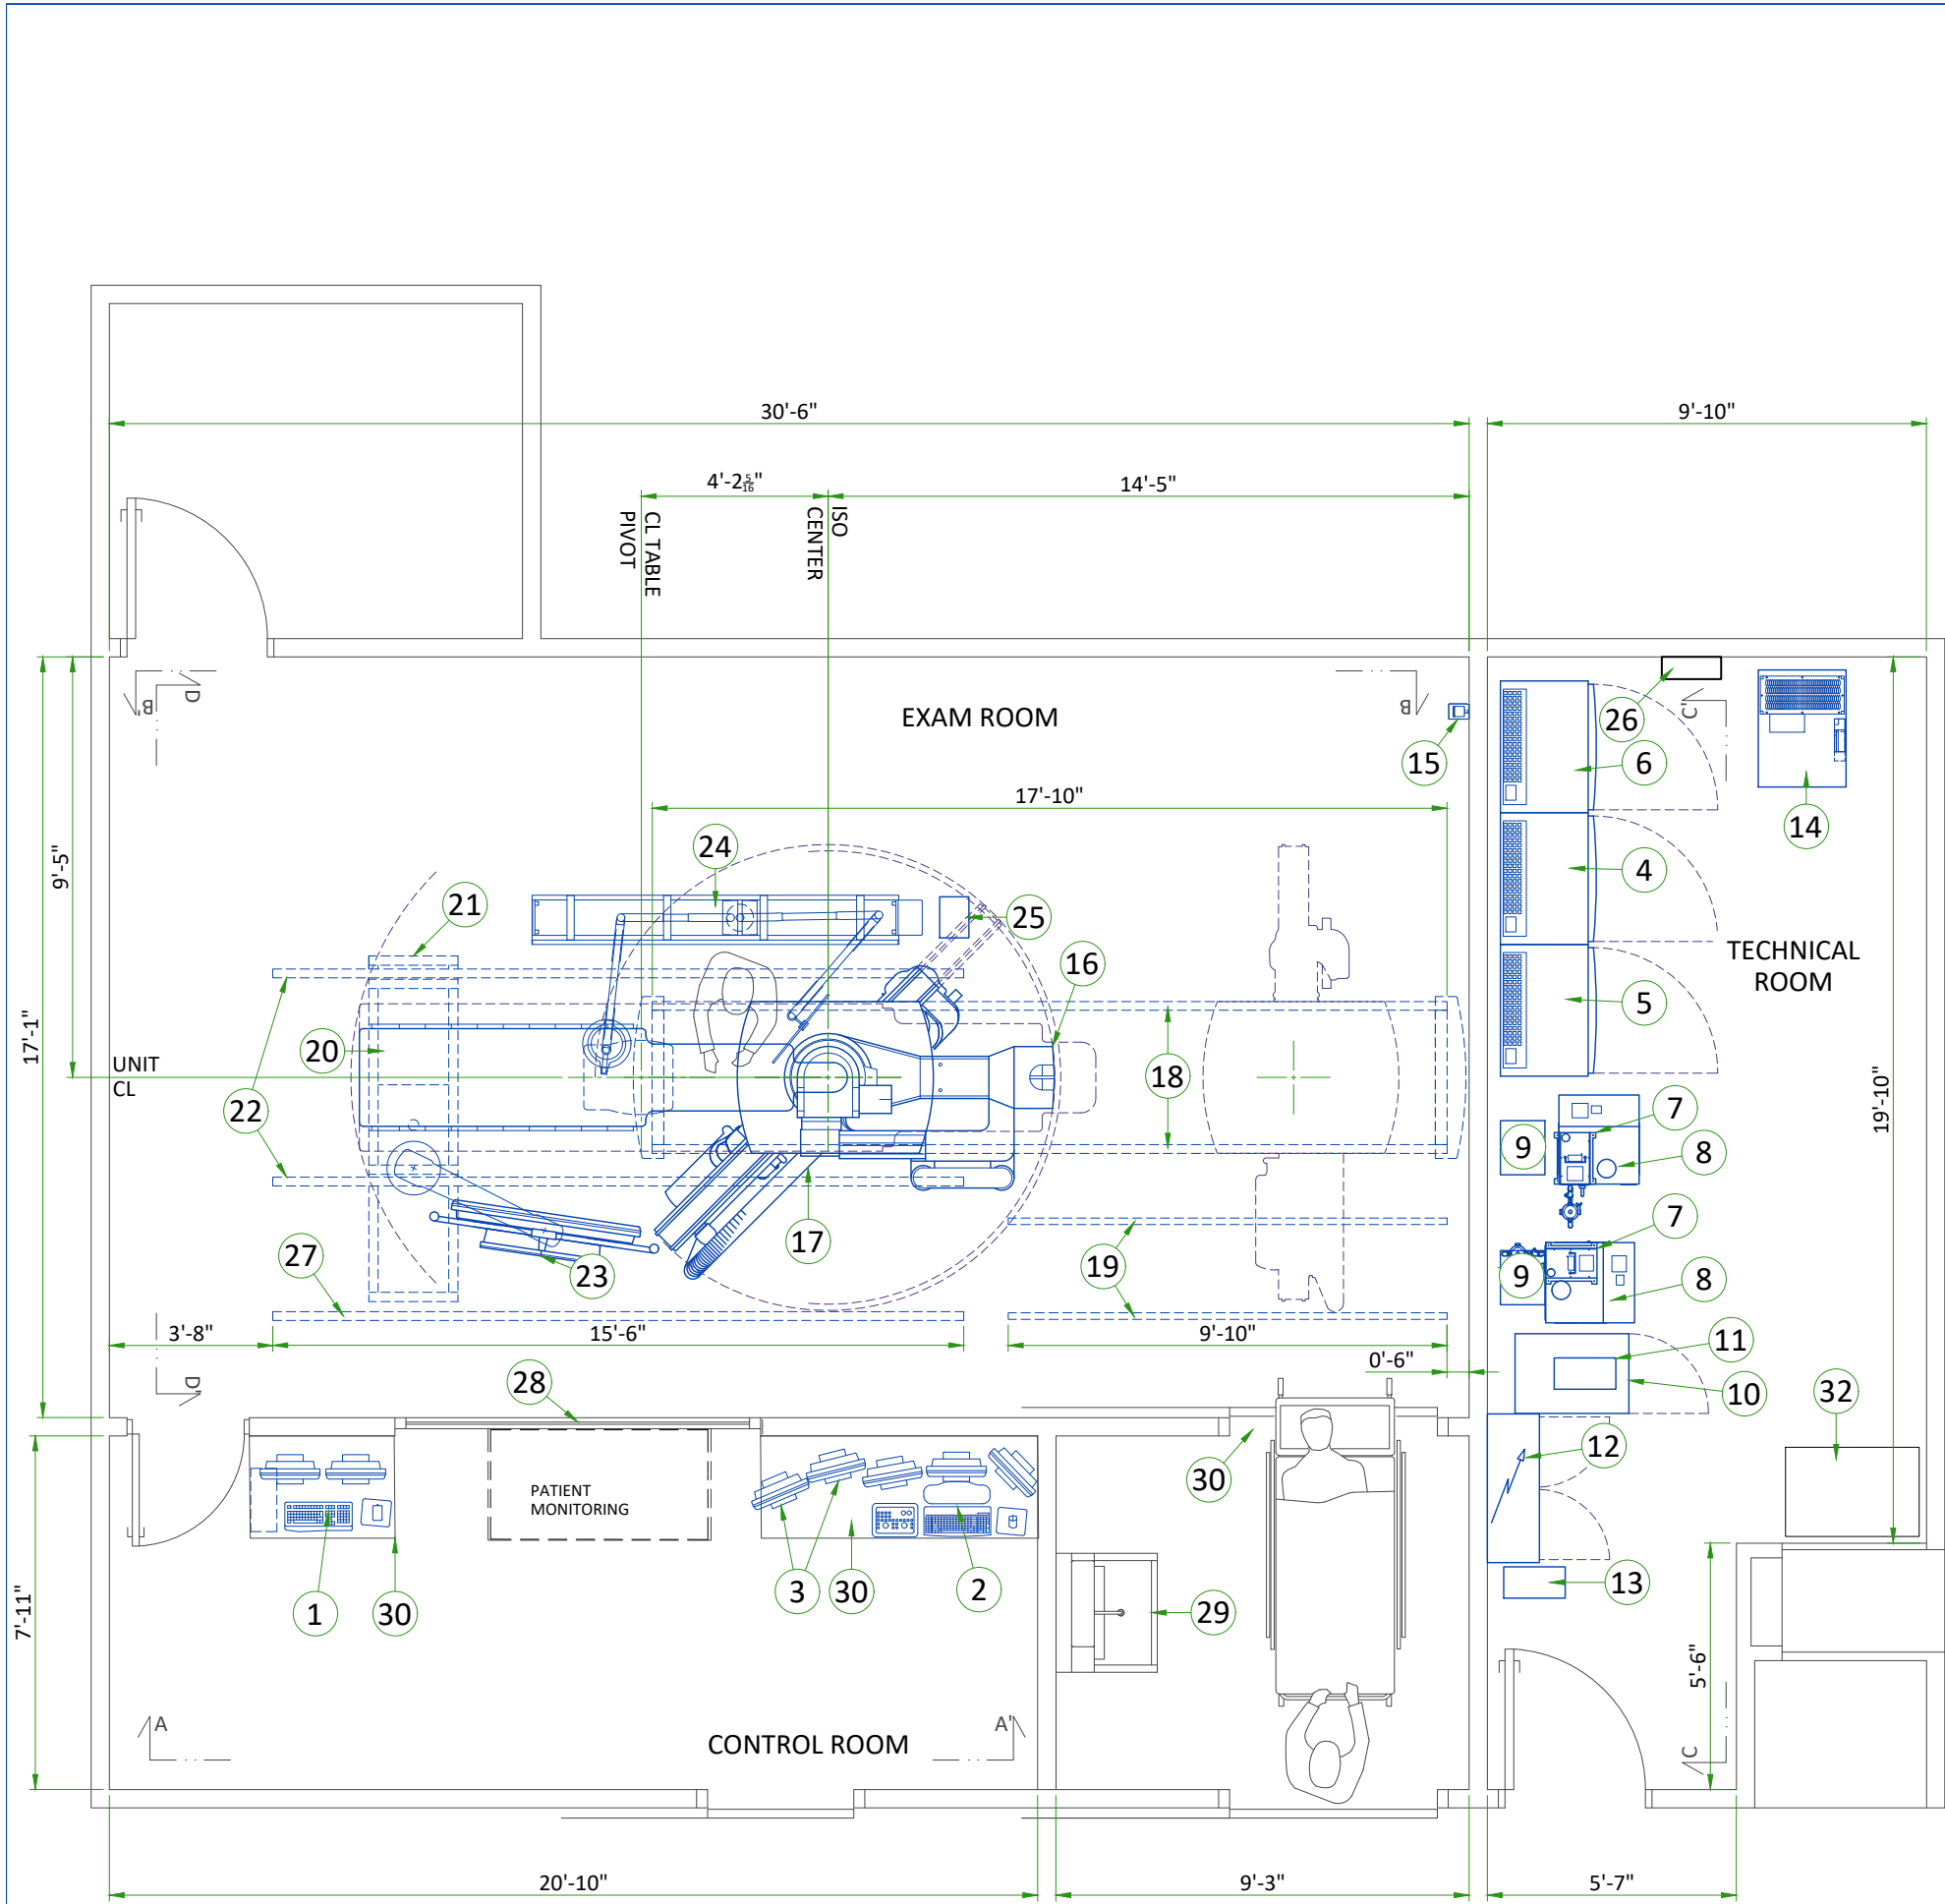 30'-6"
9'-10"
4'-2 5/16"
14'-5"
CL TABLE
PIVOT
ISO
CENTER
D
B'
EXAM ROOM
B
15
26
C'
6
14
17'-10"
9'-5"
24
4
21
25
TECHNICAL
ROOM
16
5
17'-1"
20
18
UNIT
CL
22
7
19'-10"
9
8
7
17
19
27
23
9
8
3'-8"
15'-6"
9'-10"
0'-6"
11
10
D'
28
32
12
30
PATIENT
MONITORING
13
1
30
3
30
2
29
7'-11"
5'-6"
A
A'
CONTROL ROOM
C
20'-10"
9'-3"
5'-7"